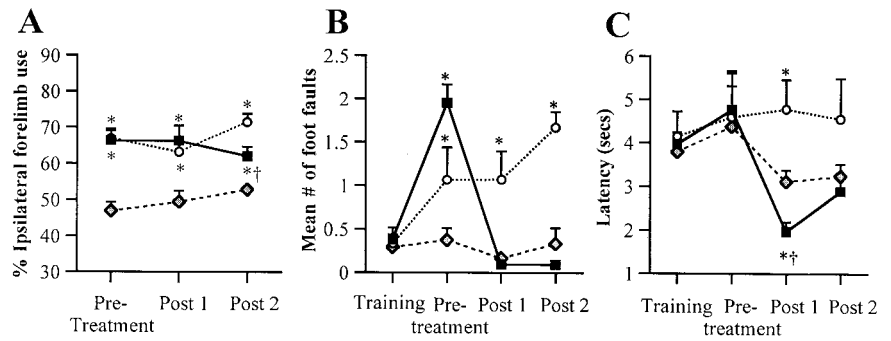 A
% Ipsilateral forelimb use
90
80
70
60
50
40
30
*
*
*
*
*
*†
Pre-
Treatment
Post 1
Post 2
B
Mean # of foot faults
2.5
2
1.5
1
0.5
0
*
*
*
*
Training
Pre-
treatment
Post 1
Post 2
C
Latency (secs)
6
5
4
3
2
1
*
*†
Training
Pre-
treatment
Post 1
Post 2